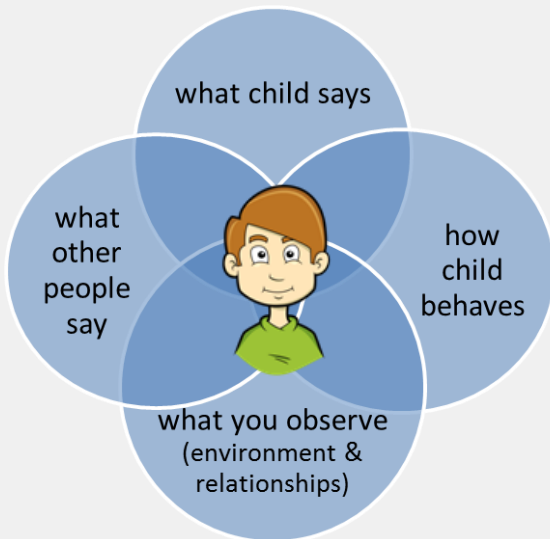 what child says
what
other
people
say
how
child
behaves
what you observe
(environment &
relationships)